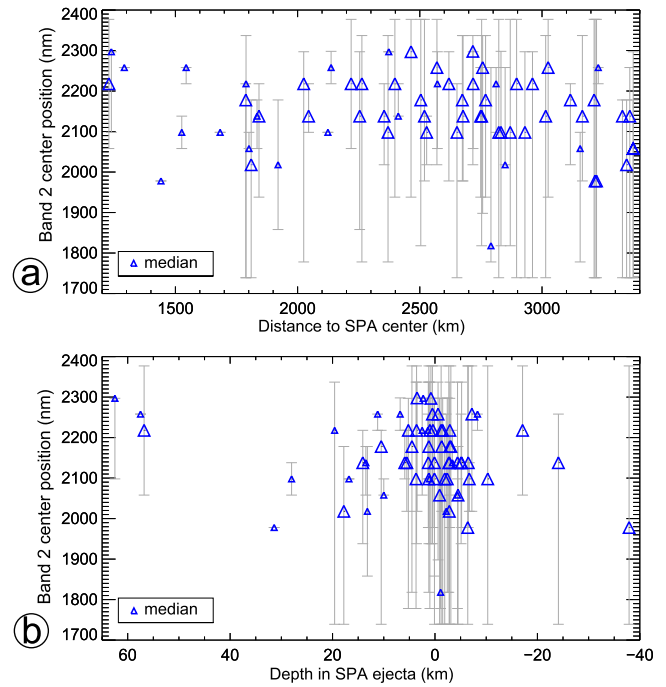 2400
2300
2200
2100
2000
1900
1800
1700
Band 2 center position (nm)
median
a
1500 2000 2500 3000
Distance to SPA center (km)
2400
2300
2200
2100
2000
1900
1800
1700
Band 2 center position (nm)
median
b
60 40 20 0 −20 −40
Depth in SPA ejecta (km)